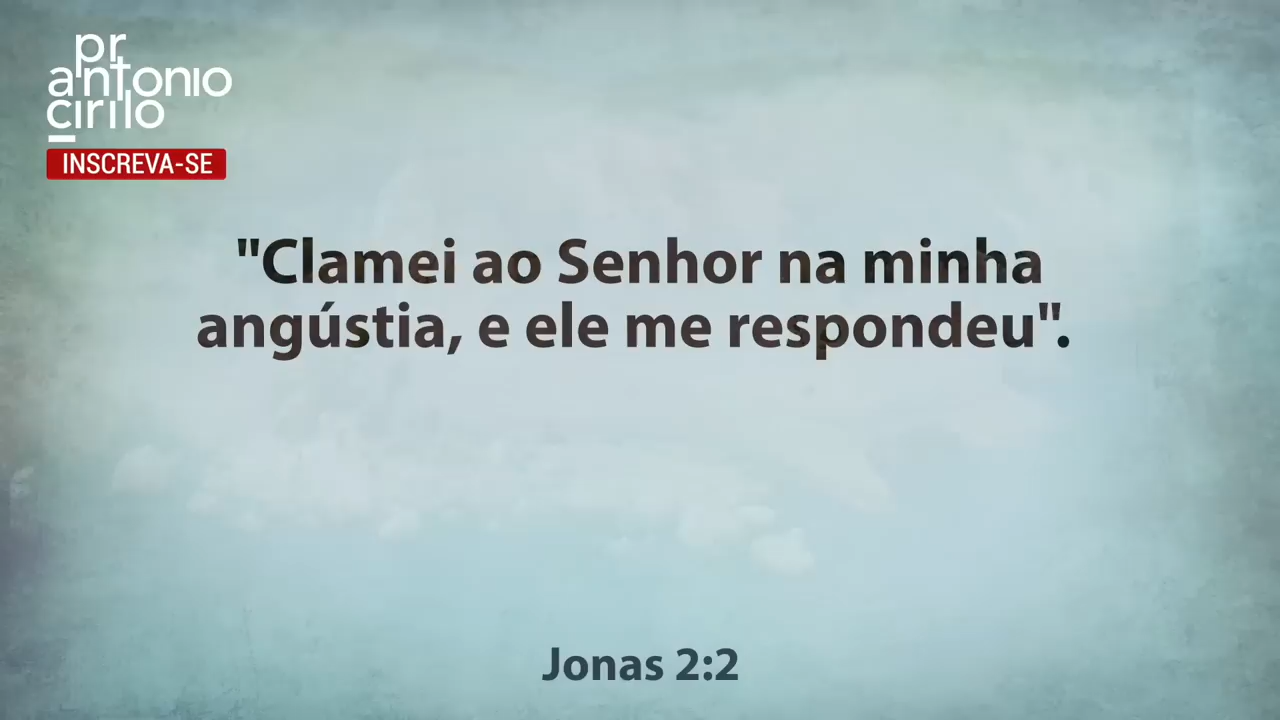 pr
antonio
cirilo
INSCREVA-SE
"Clamei ao Senhor na minha
angústia, e ele me respondeu".
Jonas 2:2